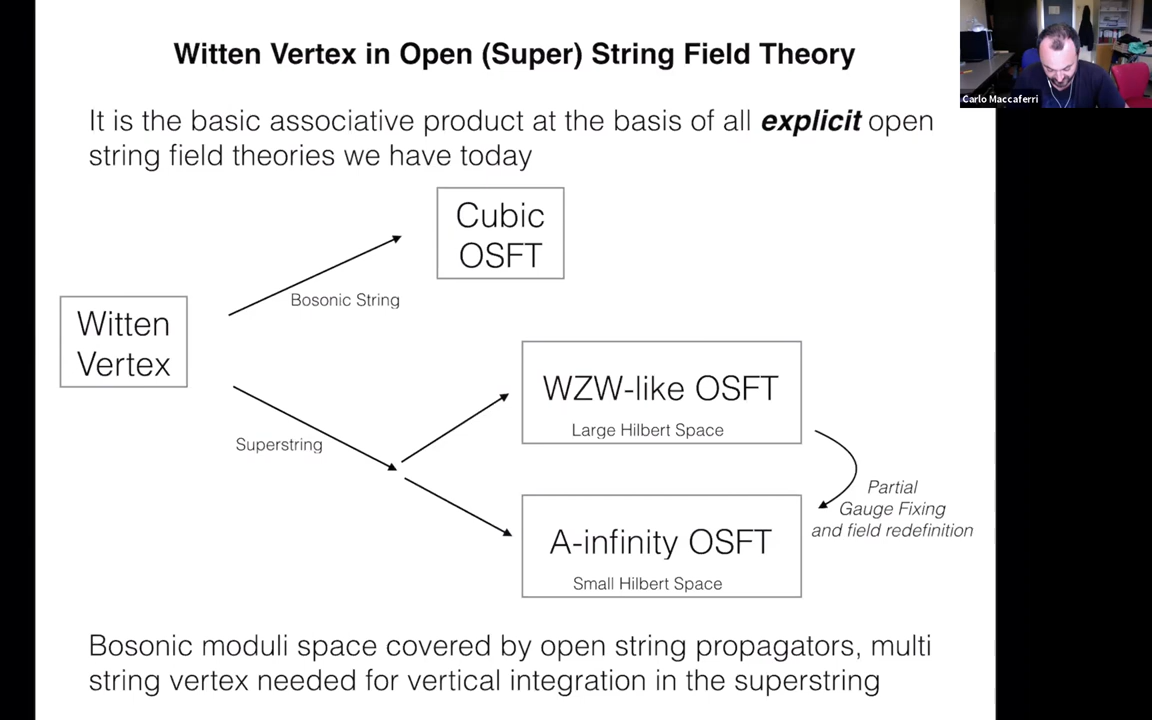 Witten Vertex in Open (Super) String Field Theory
Carlo Maccaferri
It is the basic associative product at the basis of all explicit open
string field theories we have today
Cubic
OSFT
Bosonic String
Witten
Vertex
WZW-like OSFT
Large Hilbert Space
Superstring
Partial
Gauge Fixing
and field redefinition
A-infinity OSFT
Small Hilbert Space
Bosonic moduli space covered by open string propagators, multi
string vertex needed for vertical integration in the superstring